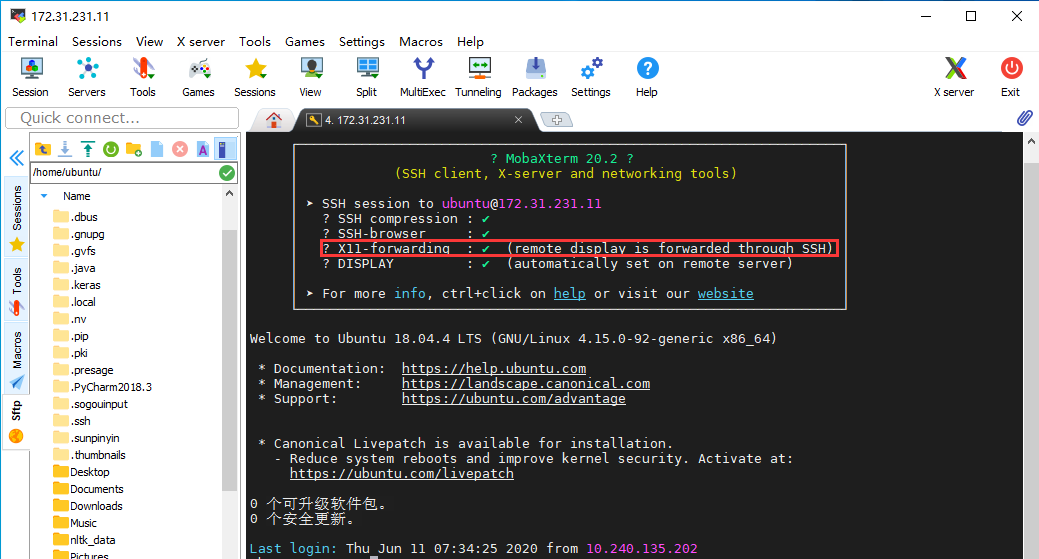 172.31.231.11
Terminal Sessions View X server Tools Games Settings Macros Help
Session Servers Tools Games Sessions View Split MultiExec Tunneling Packages Settings Help X server Exit
Quick connect...
4. 172.31.231.11
/home/ubuntu/
Sessions
Tools
Macros
Sftp
Name
.dbus
.gnupg
.gvfs
.java
.keras
.local
.nv
.pip
.pki
.presage
.PyCharm2018.3
.sogouinput
.ssh
.sunpinyin
.thumbnails
Desktop
Documents
Downloads
Music
nltk_data
Pictures
? MobaXterm 20.2 ?
(SSH client, X-server and networking tools)
➤ SSH session to ubuntu@172.31.231.11
? SSH compression : ✔
? SSH-browser : ✔
? X11-forwarding : ✔ (remote display is forwarded through SSH)
? DISPLAY : ✔ (automatically set on remote server)
➤ For more info, ctrl+click on help or visit our website
Welcome to Ubuntu 18.04.4 LTS (GNU/Linux 4.15.0-92-generic x86_64)
* Documentation: https://help.ubuntu.com
* Management: https://landscape.canonical.com
* Support: https://ubuntu.com/advantage
* Canonical Livepatch is available for installation.
- Reduce system reboots and improve kernel security. Activate at:
https://ubuntu.com/livepatch
0 个可升级软件包。
0 个安全更新。
Last login: Thu Jun 11 07:34:25 2020 from 10.240.135.202